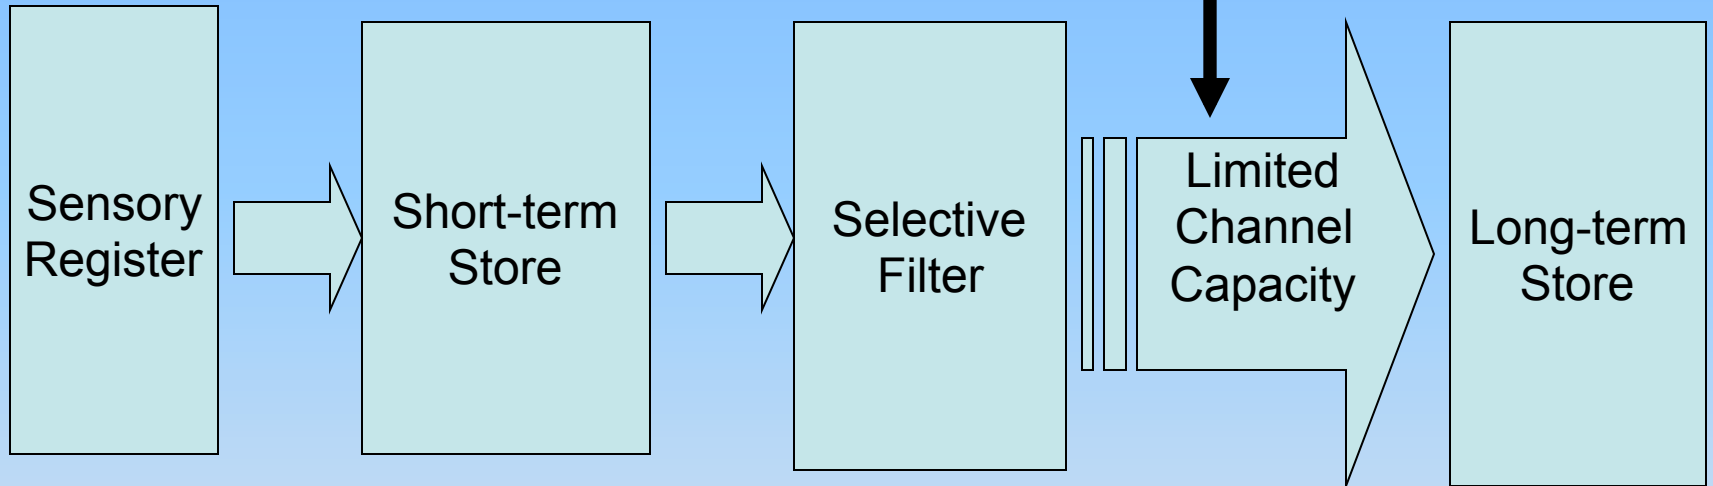 Sensory
Register
Short-term
Store
Selective
Filter
Limited
Channel
Capacity
Long-term
Store